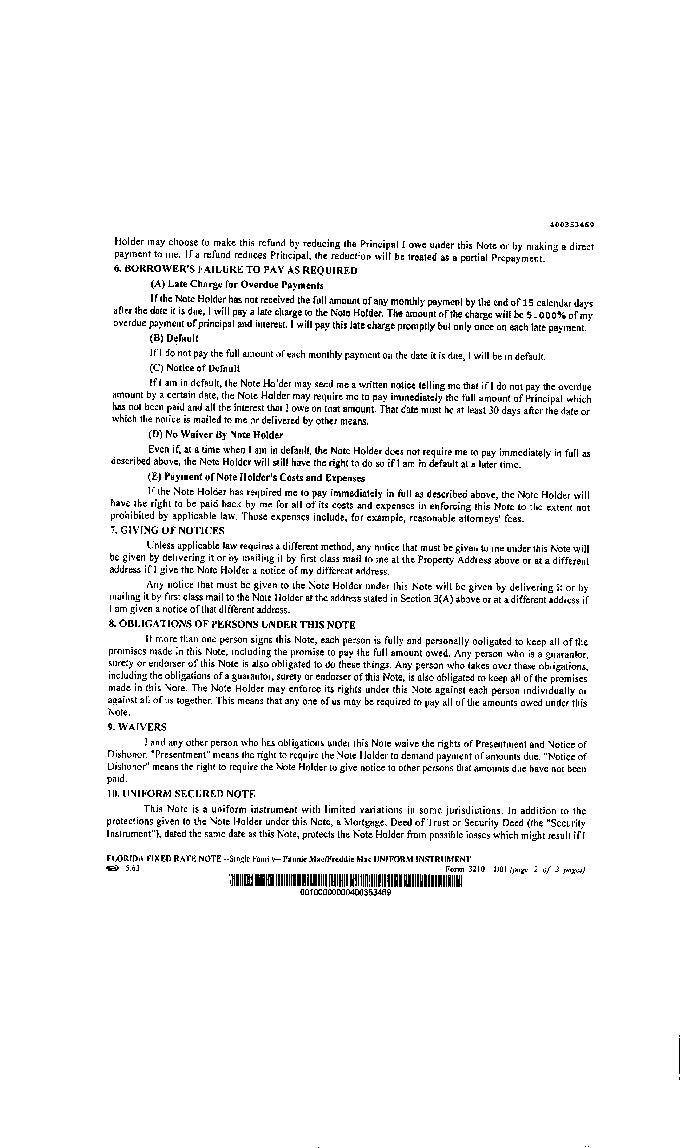 400353469
Holder may choose to make this refund by reducing the Principal I owe under this Note or by making a direct
payment to me. If a refund reduces Principal, the reduction will be treated as a partial Prepayment.
6. BORROWER'S FAILURE TO PAY AS REQUIRED
(A) Late Charge for Overdue Payments
If the Note Holder has not received the full amount of any monthly payment by the end of 15 calendar days
after the date it is due, I will pay a late charge to the Note Holder. The amount of the charge will be 5.000% of my
overdue payment of principal and interest. I will pay this late charge promptly but only once on each late payment.
(B) Default
If I do not pay the full amount of each monthly payment on the date it is due, I will be in default.
(C) Notice of Default
If I am in default, the Note Holder may send me a written notice telling me that if I do not pay the overdue
amount by a certain date, the Note Holder may require me to pay immediately the full amount of Principal which
has not been paid and all the interest that I owe on that amount. That date must be at least 30 days after the date or
which the notice is mailed to me or delivered by other means.
(D) No Waiver By Note Holder
Even if, at a time when I am in default, the Note Holder does not require me to pay immediately in full as
described above, the Note Holder will still have the right to do so if I am in default at a later time.
(E) Payment of Note Holder's Costs and Expenses
If the Note Holder has required me to pay immediately in full as described above, the Note Holder will
have the right to be paid back by me for all of its costs and expenses in enforcing this Note to the extent not
prohibited by applicable law. Those expenses include, for example, reasonable attorneys' fees.
7. GIVING OF NOTICES
Unless applicable law requires a different method, any notice that must be given to me under this Note will
be given by delivering it or by mailing it by first class mail to me at the Property Address above or at a different
address if I give the Note Holder a notice of my different address.
Any notice that must be given to the Note Holder under this Note will be given by delivering it or by
mailing it by first class mail to the Note Holder at the address stated in Section 3(A) above or at a different address if
I am given a notice of that different address.
8. OBLIGATIONS OF PERSONS UNDER THIS NOTE
If more than one person signs this Note, each person is fully and personally obligated to keep all of the
promises made in this Note, including the promise to pay the full amount owed. Any person who is a guarantor,
surety or endorser of this Note is also obligated to do these things. Any person who takes over these obligations,
including the obligations of a guarantor, surety or endorser of this Note, is also obligated to keep all of the promises
made in this Note. The Note Holder may enforce its rights under this Note against each person individually or
against all of us together. This means that any one of us may be required to pay all of the amounts owed under this
Note.
9. WAIVERS
I and any other person who has obligations under this Note waive the rights of Presentment and Notice of
Dishonor. "Presentment" means the right to require the Note Holder to demand payment of amounts due. "Notice of
Dishonor" means the right to require the Note Holder to give notice to other persons that amounts due have not been
paid.
10. UNIFORM SECURED NOTE
This Note is a uniform instrument with limited variations in some jurisdictions. In addition to the
protections given to the Note Holder under this Note, a Mortgage, Deed of Trust or Security Deed (the "Security
Instrument"), dated the same date as this Note, protects the Note Holder from possible losses which might result if I
FLORIDA FIXED RATE NOTE --Single Family-- Fannie Mae/Freddie Mac UNIFORM INSTRUMENT
5.63 Form 3210 1/01 (page 2 of 3 pages)
0010000000400353469